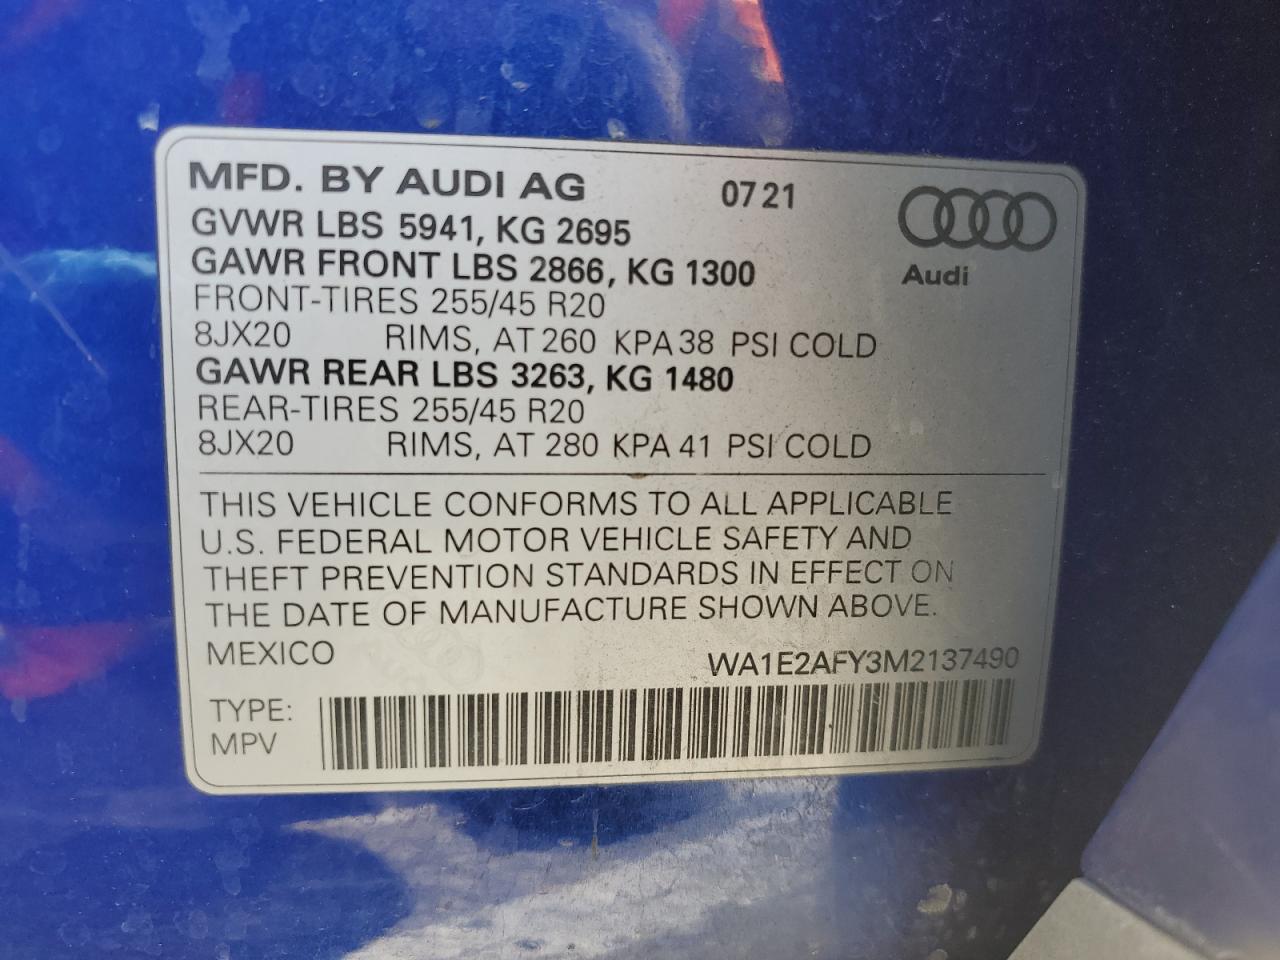 MFD. BY AUDI AG 07 21
GVWR LBS 5941, KG 2695
GAWR FRONT LBS 2866, KG 1300
Audi
FRONT-TIRES 255/45 R20
8JX20 RIMS, AT 260 KPA 38 PSI COLD
GAWR REAR LBS 3263, KG 1480
REAR-TIRES 255/45 R20
8JX20 RIMS, AT 280 KPA 41 PSI COLD
THIS VEHICLE CONFORMS TO ALL APPLICABLE
U.S. FEDERAL MOTOR VEHICLE SAFETY AND
THEFT PREVENTION STANDARDS IN EFFECT ON
THE DATE OF MANUFACTURE SHOWN ABOVE.
MEXICO WA1E2AFY3M2137490
TYPE:
MPV